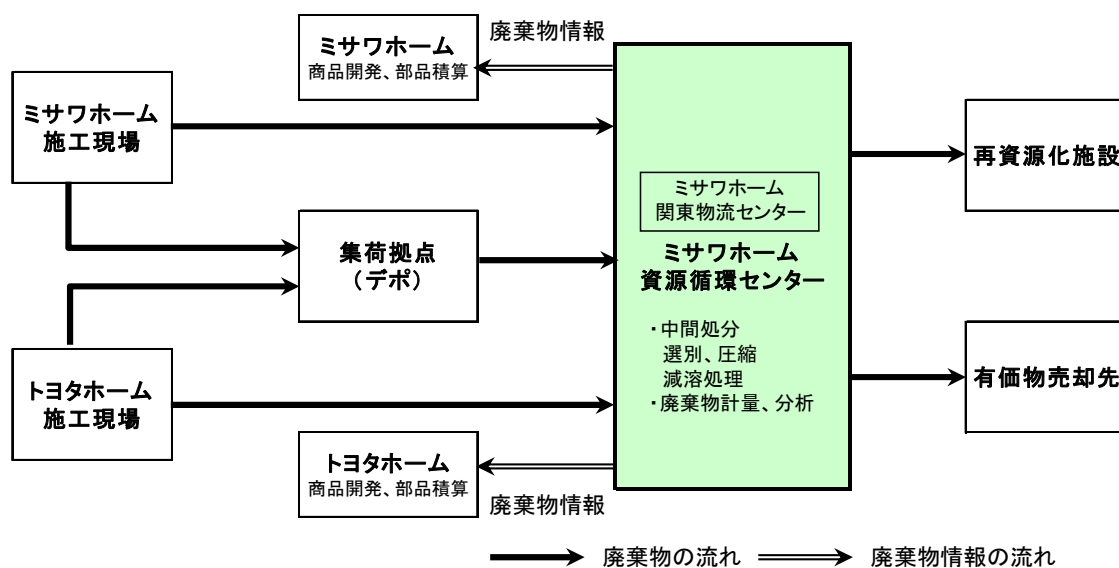 廃棄物情報
ミサワホーム
商品開発、部品積算
ミサワホーム
施工現場
再資源化施設
ミサワホーム
関東物流センター
集荷拠点
（デポ）
ミサワホーム
資源循環センター
・中間処分
選別、圧縮
減溶処理
・廃棄物計量、分析
トヨタホーム
施工現場
有価物売却先
トヨタホーム
商品開発、部品積算
廃棄物情報
廃棄物の流れ
廃棄物情報の流れ